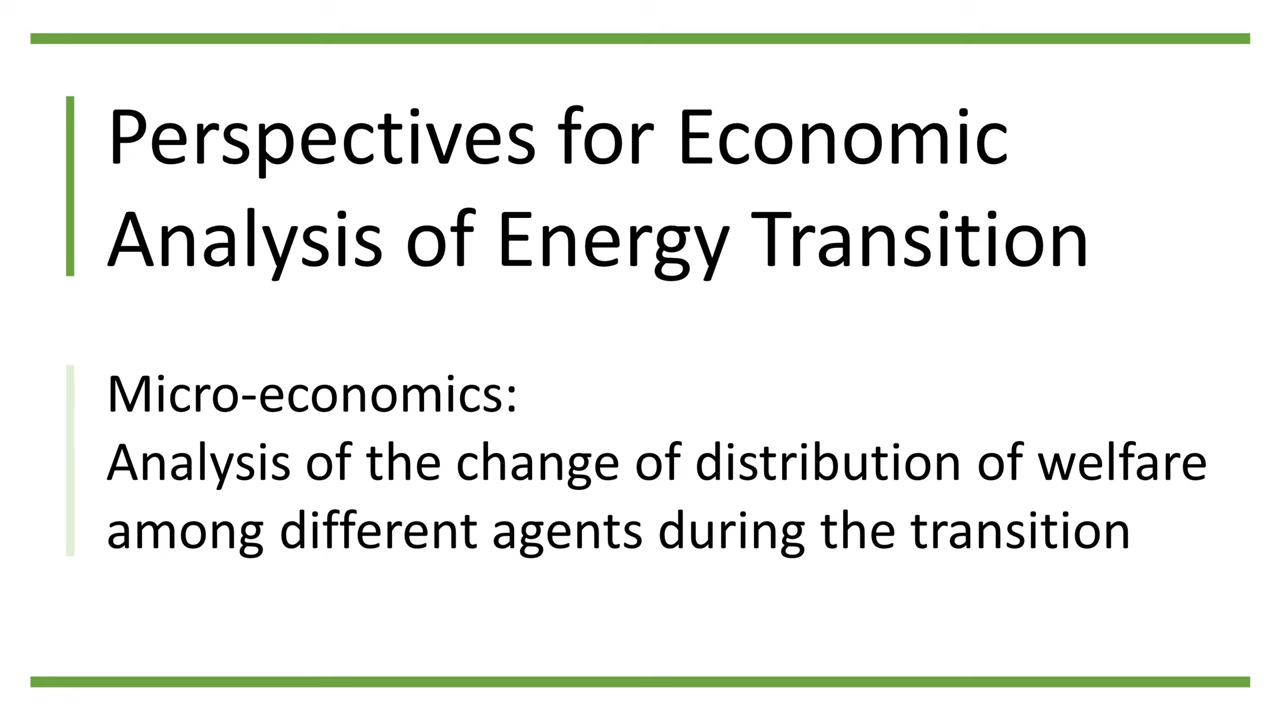 Perspectives for Economic
Analysis of Energy Transition
Micro-economics:
Analysis of the change of distribution of welfare
among different agents during the transition